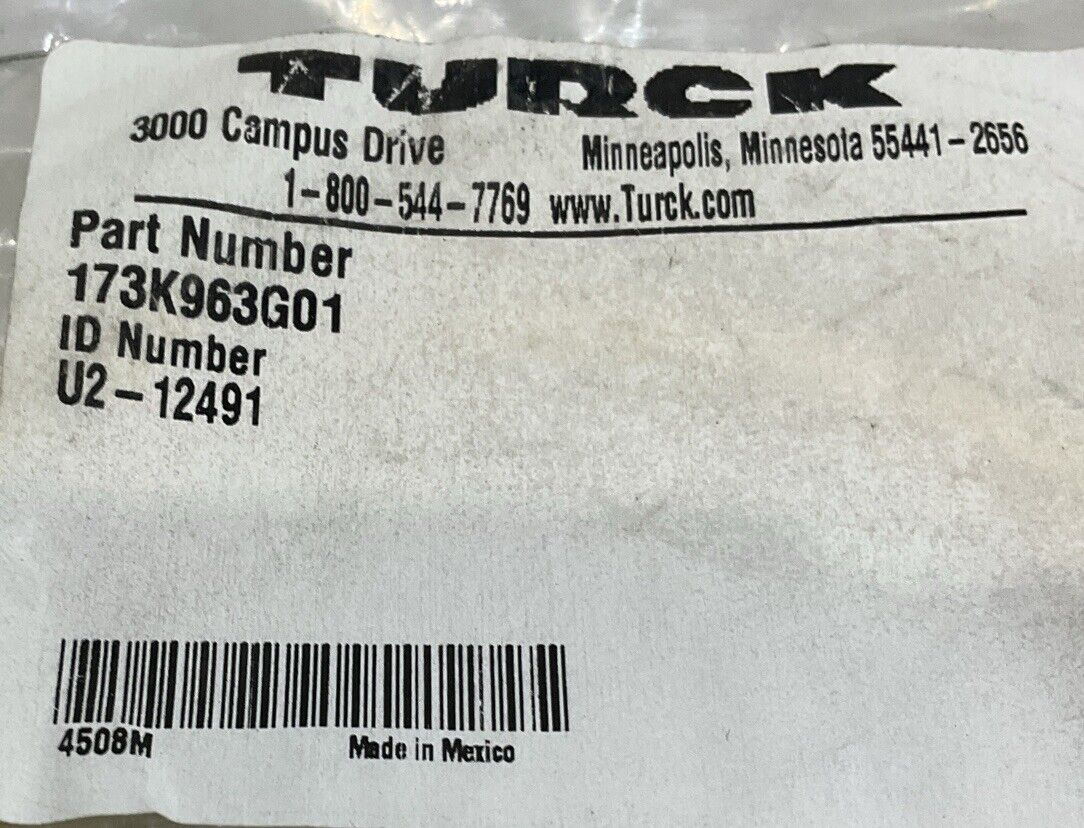 TURCK
3000 Campus Drive Minneapolis, Minnesota 55441-2656
1-800-544-7769 www.Turck.com
Part Number
173K963G01
ID Number
U2-12491
4508M Made in Mexico